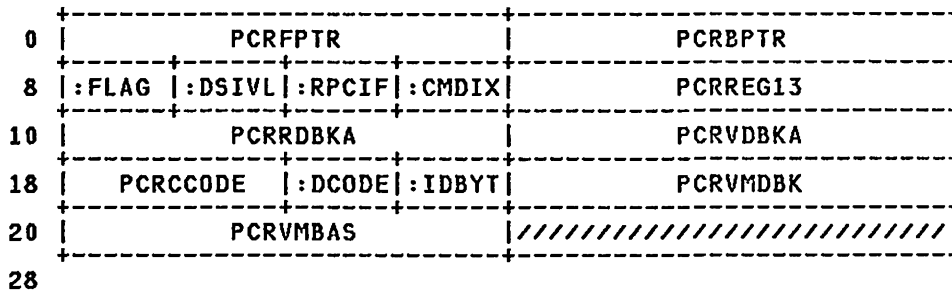 0 | PCRFPTR | PCRBPTR
8 |:FLAG |:DSIVL|:RPCIF|:CMDIX| PCRREG13
10 | PCRRDBKA | PCRVDBKA
18 | PCRCCODE |:DCODE|:IDBYT| PCRVMDBK
20 | PCRVMBAS |///////////////////////////
28